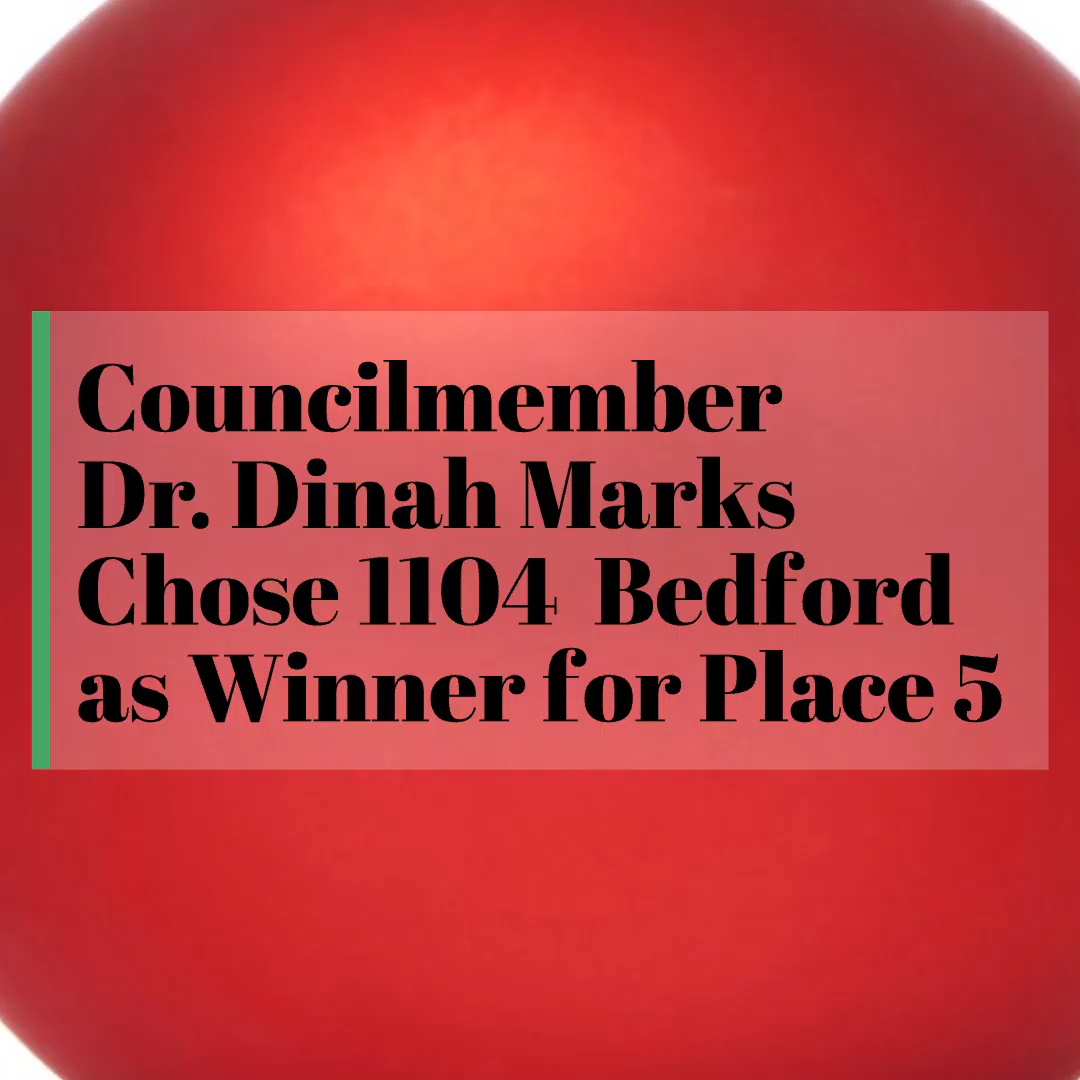 Councilmember
Dr. Dinah Marks
Chose 1104 Bedford
as Winner for Place 5